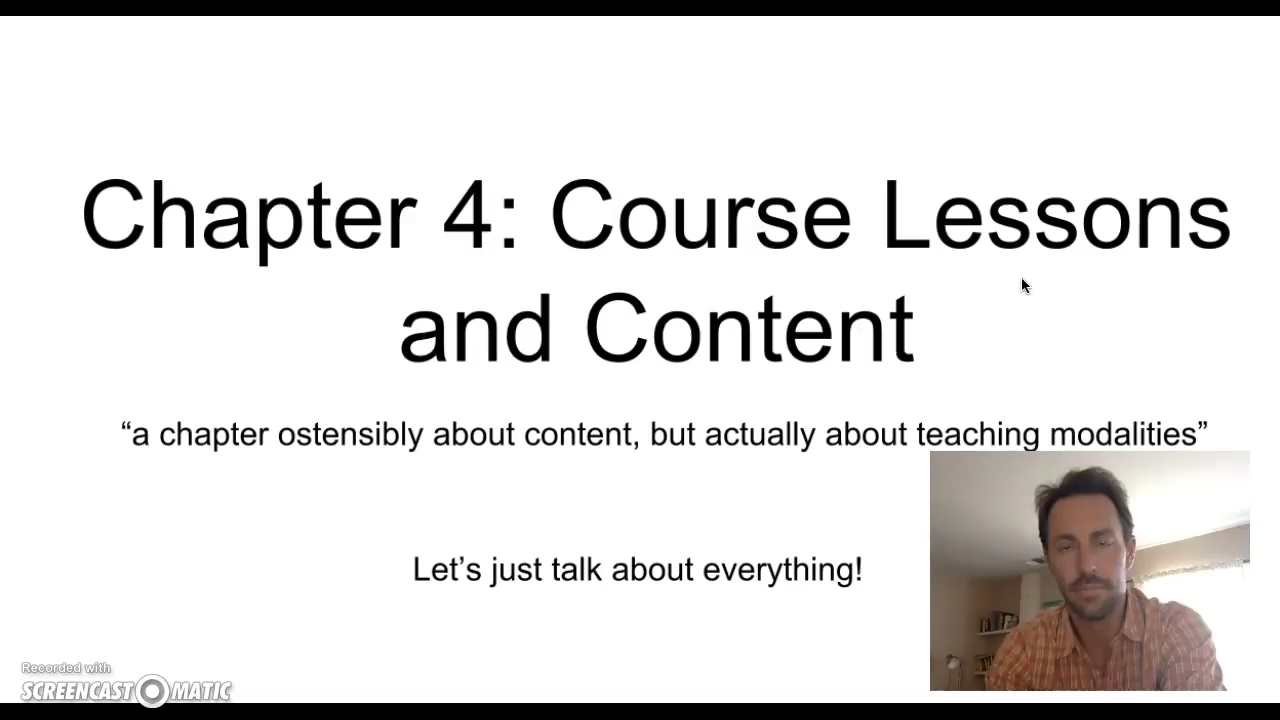 Chapter 4: Course Lessons
and Content
“a chapter ostensibly about content, but actually about teaching modalities”
Let’s just talk about everything!
Recorded with
SCREENCAST O MATIC